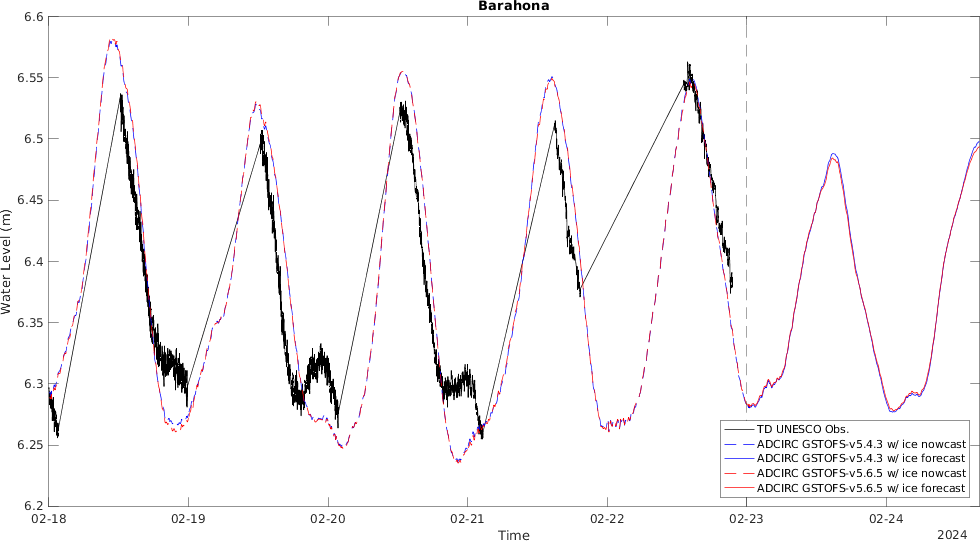 Barahona
6.6
6.55
6.5
6.45
6.4
6.35
6.3
6.25
6.2
Water Level (m)
TD UNESCO Obs.
ADCIRC GSTOFS-v5.4.3 w/ ice nowcast
ADCIRC GSTOFS-v5.4.3 w/ ice forecast
ADCIRC GSTOFS-v5.6.5 w/ ice nowcast
ADCIRC GSTOFS-v5.6.5 w/ ice forecast
02-18 02-19 02-20 02-21 02-22 02-23 02-24
Time
2024